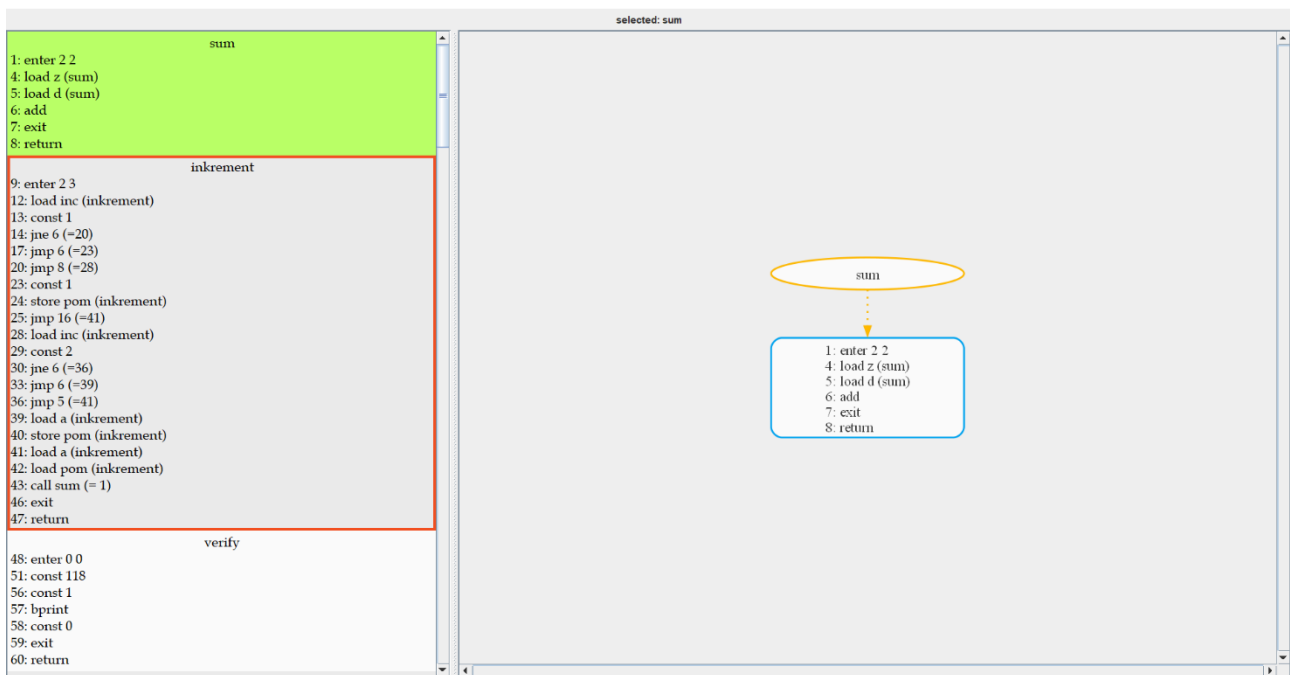 selected: sum
sum
1: enter 2 2
4: load z (sum)
5: load d (sum)
6: add
7: exit
8: return
inkrement
9: enter 2 3
12: load inc (inkrement)
13: const 1
14: jne 6 (=20)
17: jmp 6 (=23)
20: jmp 8 (=28)
23: const 1
24: store pom (inkrement)
25: jmp 16 (=41)
28: load inc (inkrement)
29: const 2
30: jne 6 (=36)
33: jmp 6 (=39)
36: jmp 5 (=41)
39: load a (inkrement)
40: store pom (inkrement)
41: load a (inkrement)
42: load pom (inkrement)
43: call sum (= 1)
46: exit
47: return
verify
48: enter 0 0
51: const 118
56: const 1
57: bprint
58: const 0
59: exit
60: return
sum
1: enter 2 2
4: load z (sum)
5: load d (sum)
6: add
7: exit
8: return